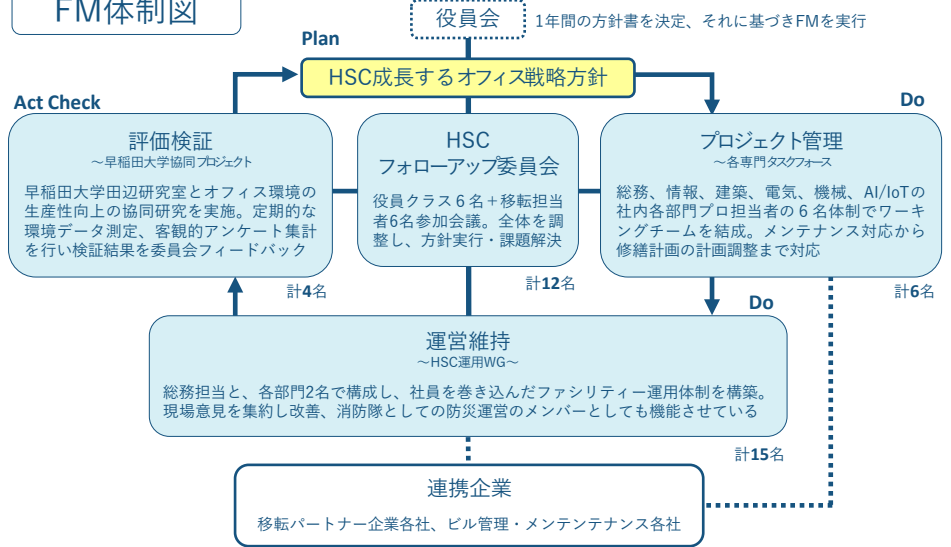 FM体制図
役員会
1年間の方針書を決定、それに基づきFMを実行
Plan
HSC成長するオフィス戦略方針
Act Check
Do
評価検証
～早稲田大学協同プロジェクト
早稲田大学田辺研究室とオフィス環境の
生産性向上の協同研究を実施。定期的な
環境データ測定、客観的アンケート集計
を行い検証結果を委員会フィードバック
計4名
HSC
フォローアップ委員会
役員クラス６名＋移転担当
者6名参加会議。全体を調
整し、方針実行・課題解決
計12名
プロジェクト管理
～各専門タスクフォース
総務、情報、建築、電気、機械、AI/IoTの
社内各部門プロ担当者の６名体制でワーキ
ングチームを結成。メンテナンス対応から
修繕計画の計画調整まで対応
計6名
Do
運営維持
～HSC運用WG～
総務担当と、各部門2名で構成し、社員を巻き込んだファシリティー運用体制を構築。
現場意見を集約し改善、消防隊としての防災運営のメンバーとしても機能させている
計15名
連携企業
移転パートナー企業各社、ビル管理・メンテンテナンス各社